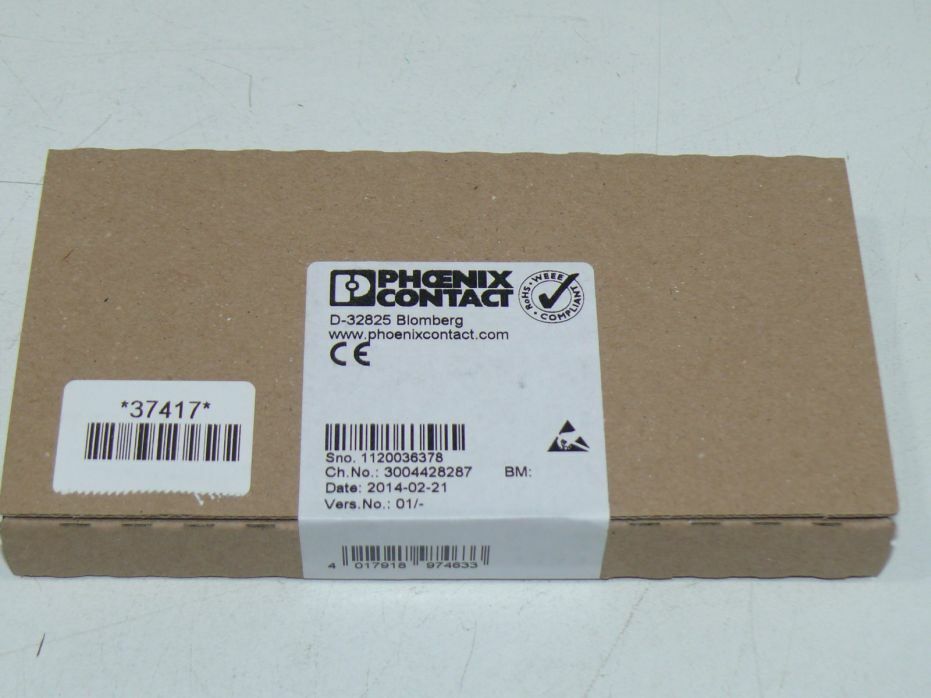 PHŒNIX
CONTACT
WEEE
RoHS
COMPLIANT
D-32825 Blomberg
www.phoenixcontact.com
CE
*37417*
Sno. 1120036378
Ch.No.: 3004428287 BM:
Date: 2014-02-21
Vers.No.: 01/-
4 017918 974633